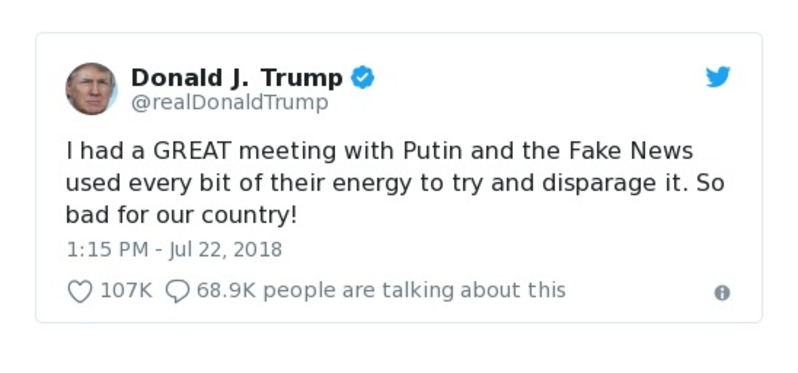 Donald J. Trump
@realDonaldTrump
I had a GREAT meeting with Putin and the Fake News
used every bit of their energy to try and disparage it. So
bad for our country!
1:15 PM - Jul 22, 2018
107K 68.9K people are talking about this